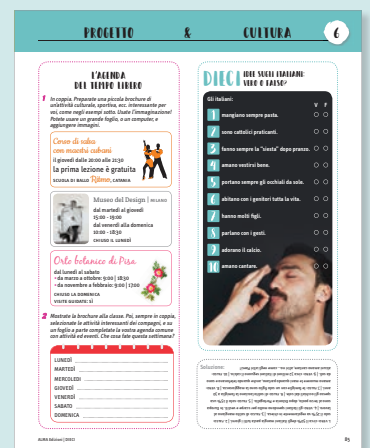 PROGETTO & CULTURA 6
L'AGENDA
DEL TEMPO LIBERO
1 In coppia. Preparate una piccola brochure di
un'attività culturale, sportiva, ecc. interessante per
voi, come negli esempi sotto. Usate l'immaginazione!
Potete usare un grande foglio, o un computer, e
aggiungere immagini.
Corso di salsa
con maestri cubani
il giovedì dalle 20:00 alle 21:30
la prima lezione è gratuita
SCUOLA DI BALLO Ritmo, CATANIA
Museo del Design | MILANO
dal martedì al giovedì
15:00 - 19:00
dal venerdì alla domenica
10:00 - 18:30
CHIUSO IL LUNEDÌ
Orto botanico di Pisa
dal lunedì al sabato
• da marzo a ottobre: 9:00 | 18:30
• da novembre a febbraio: 9:00 | 17:00
CHIUSO LA DOMENICA
VISITE GUIDATE: SÌ
2 Mostrate la brochure alla classe. Poi, sempre in coppia,
selezionate le attività interessanti dei compagni, e su
un foglio a parte completate la vostra agenda comune
con attività ed eventi. Che cosa fate questa settimana?
LUNEDÌ
MARTEDÌ
MERCOLEDÌ
GIOVEDÌ
VENERDÌ
SABATO
DOMENICA
DIECI IDEE SUGLI ITALIANI:
VERO O FALSO?
Gli italiani:
V F
1 mangiano sempre pasta.
2 sono cattolici praticanti.
3 fanno sempre la "siesta" dopo pranzo.
4 amano vestirsi bene.
5 portano sempre gli occhiali da sole.
6 abitano con i genitori tutta la vita.
7 hanno molti figli.
8 parlano con i gesti.
9 adorano il calcio.
10 amano cantare.
Soluzione:
ALMA Edizioni | DIECI
85